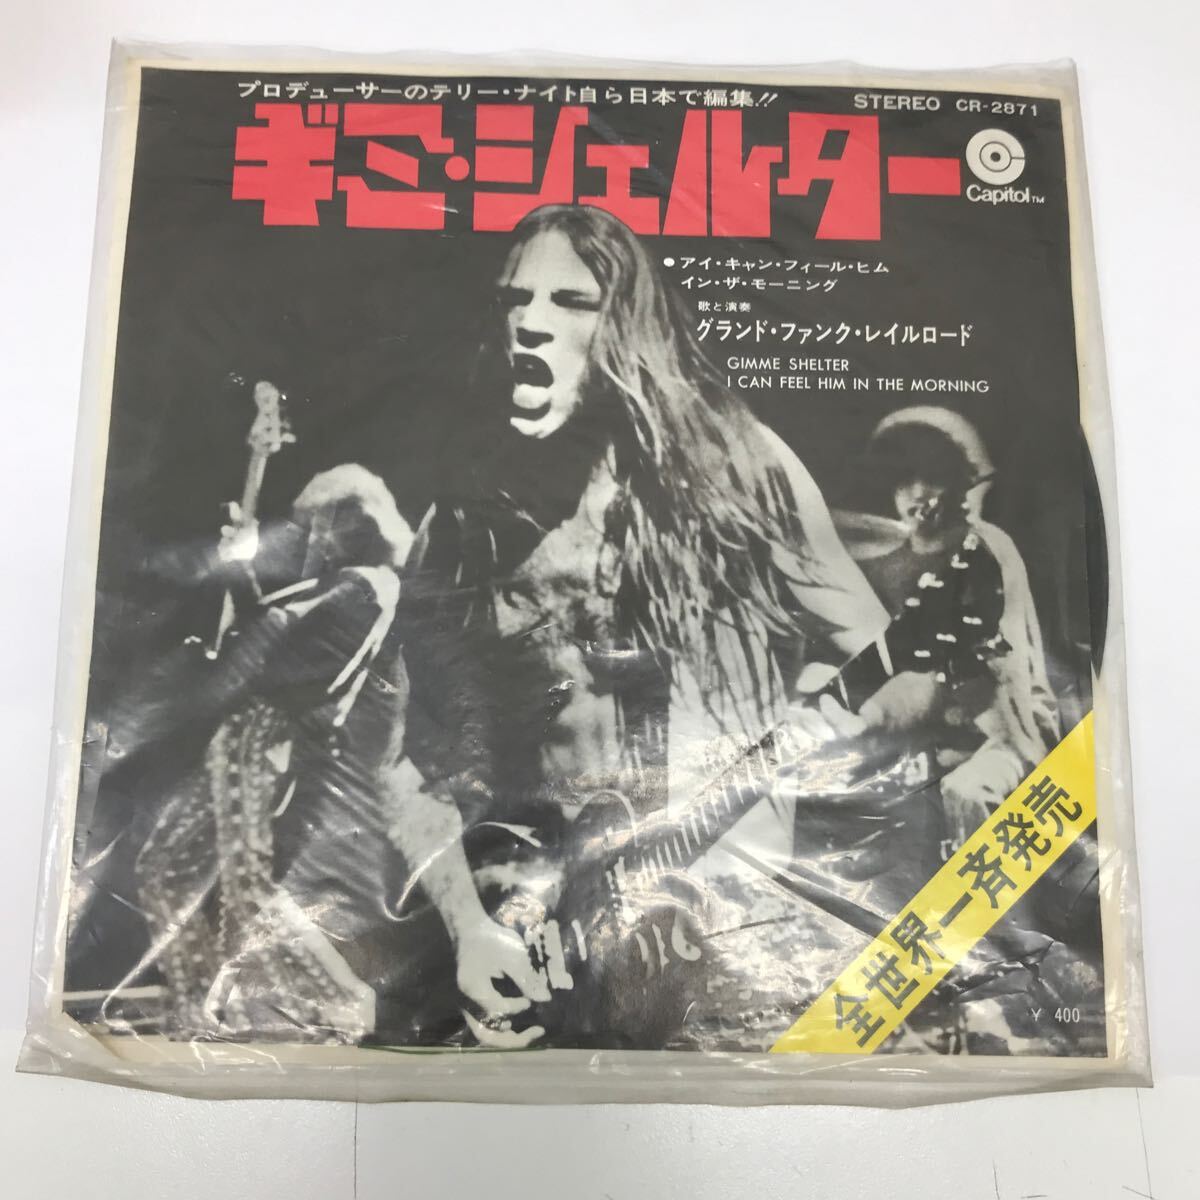 プロデューサーのテリー・ナイト自ら日本で編集!!
STEREO CR-2871
ギミー・シェルター
Capitol™
●アイ・キャン・フィール・ヒム
イン・ザ・モーニング
歌と演奏
グランド・ファンク・レイルロード
GIMME SHELTER
I CAN FEEL HIM IN THE MORNING
全世界一斉発売
¥ 400